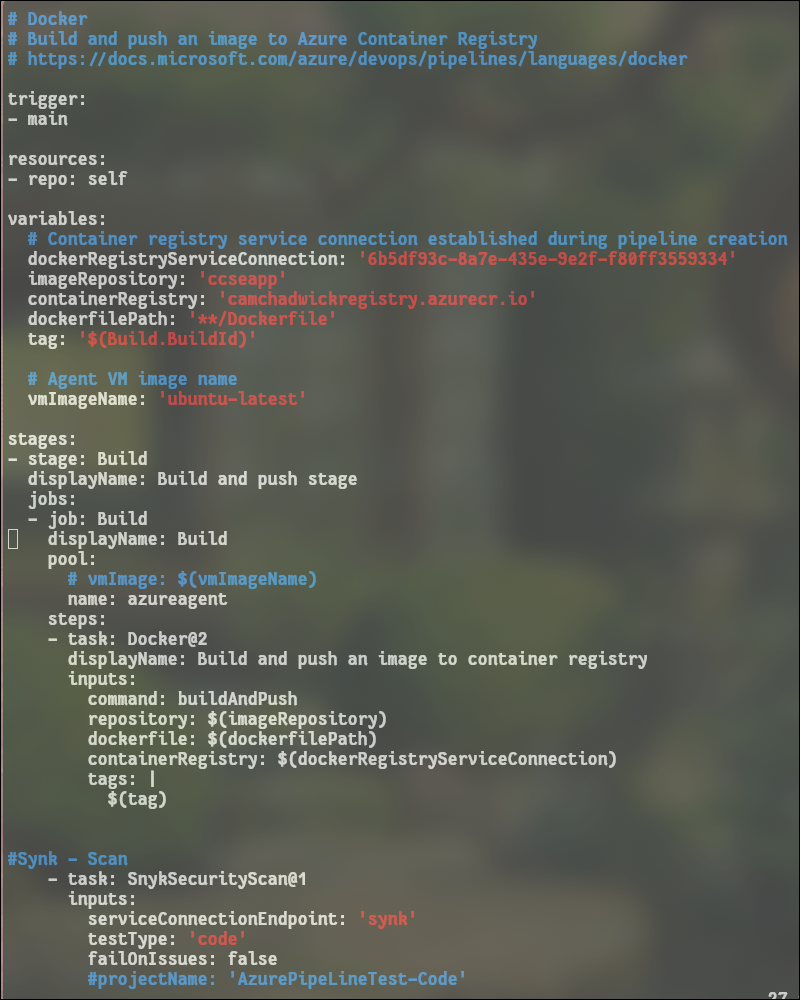 # Docker
# Build and push an image to Azure Container Registry
# https://docs.microsoft.com/azure/devops/pipelines/languages/docker

trigger:
- main

resources:
- repo: self

variables:
  # Container registry service connection established during pipeline creation
  dockerRegistryServiceConnection: '6b5df93c-8a7e-435e-9e2f-f80ff3559334'
  imageRepository: 'ccseapp'
  containerRegistry: 'camchadwickregistry.azurecr.io'
  dockerfilePath: '**/Dockerfile'
  tag: '$(Build.BuildId)'

  # Agent VM image name
  vmImageName: 'ubuntu-latest'

stages:
- stage: Build
  displayName: Build and push stage
  jobs:
  - job: Build
    displayName: Build
    pool:
      # vmImage: $(vmImageName)
      name: azureagent
    steps:
    - task: Docker@2
      displayName: Build and push an image to container registry
      inputs:
        command: buildAndPush
        repository: $(imageRepository)
        dockerfile: $(dockerfilePath)
        containerRegistry: $(dockerRegistryServiceConnection)
        tags: |
          $(tag)


#Synk - Scan
    - task: SnykSecurityScan@1
      inputs:
        serviceConnectionEndpoint: 'synk'
        testType: 'code'
        failOnIssues: false
        #projectName: 'AzurePipeLineTest-Code'